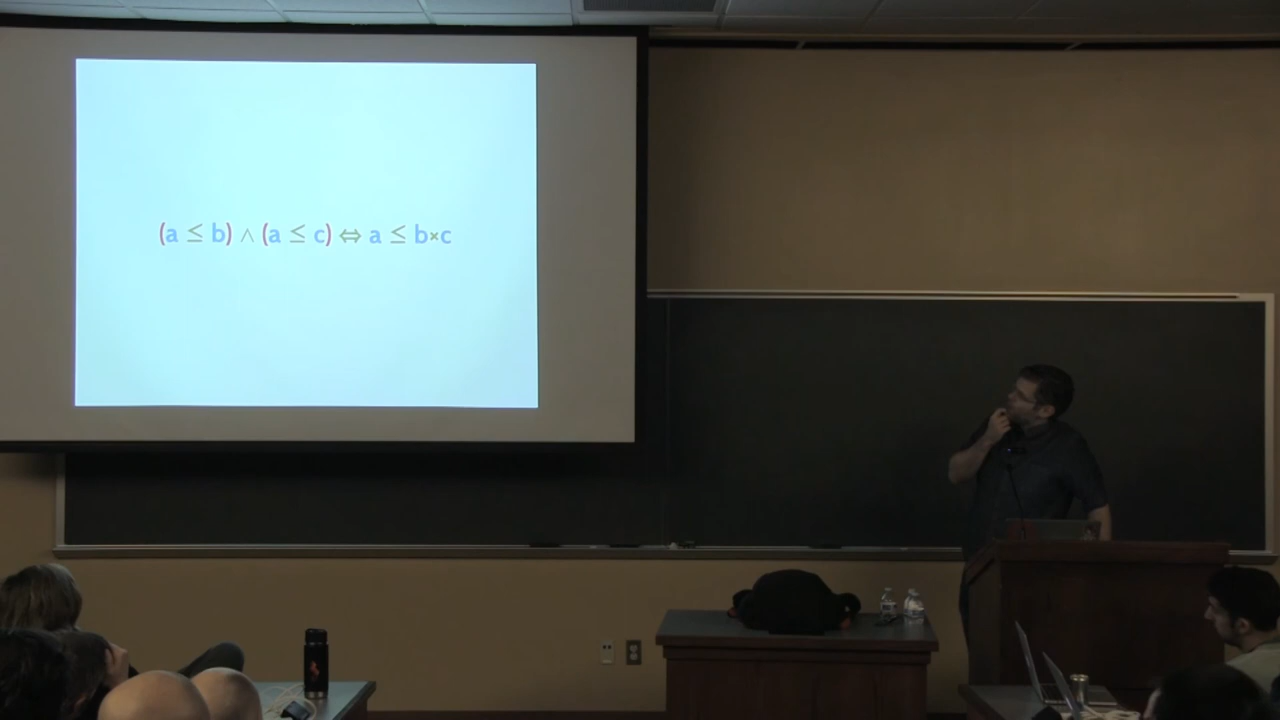 (a ≤ b) ∧ (a ≤ c) ⇔ a ≤ b×c